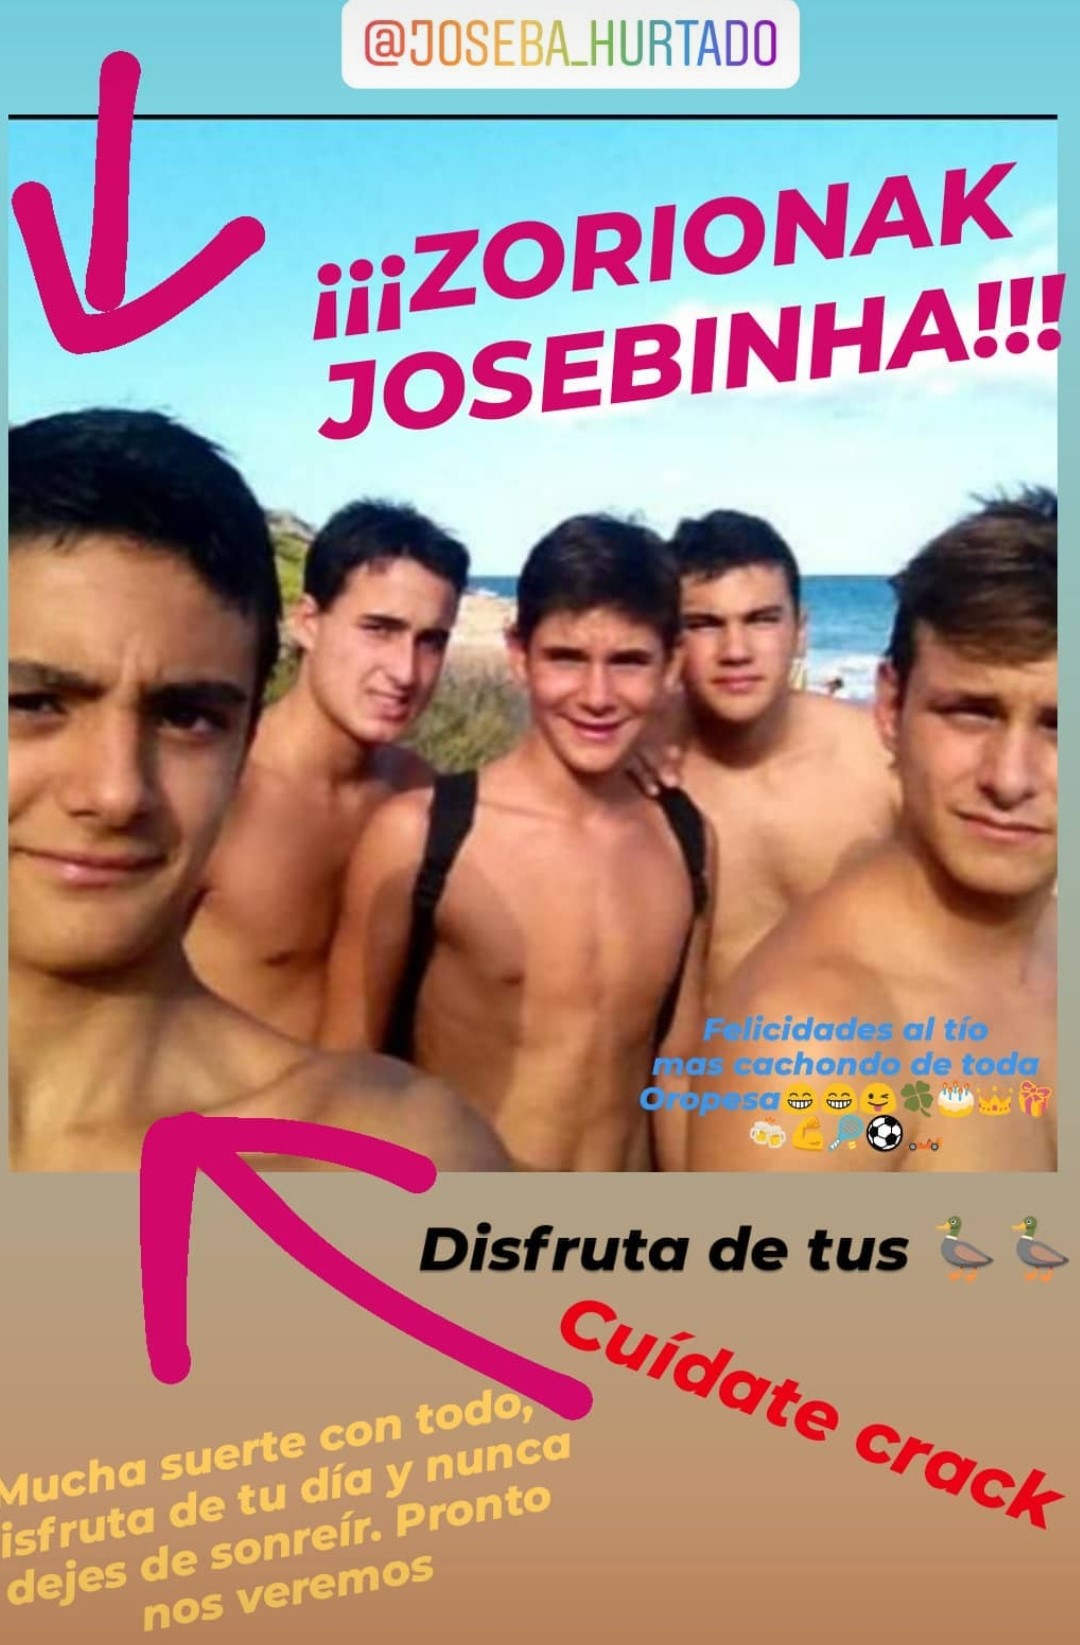 @JOSEBA_HURTADO
¡¡¡ZORIONAK
JOSEBINHA!!!
Felicidades al tío
mas cachondo de toda
Oropesa😁😁😜🍀🎂👑🎁
🍻💪🎾⚽🏎️
Disfruta de tus 🦆🦆
Cuídate crack
Mucha suerte con todo,
isfruta de tu día y nunca
dejes de sonreír. Pronto
nos veremos